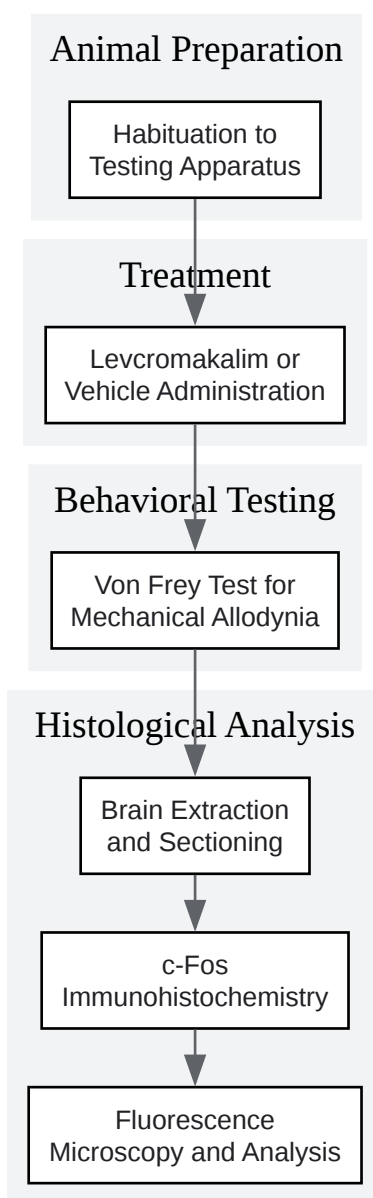 Animal Preparation
Habituation to
Testing Apparatus
Treatment
Levcromakalim or
Vehicle Administration
Behavioral Testing
Von Frey Test for
Mechanical Allodynia
Histological Analysis
Brain Extraction
and Sectioning
c-Fos
Immunohistochemistry
Fluorescence
Microscopy and Analysis